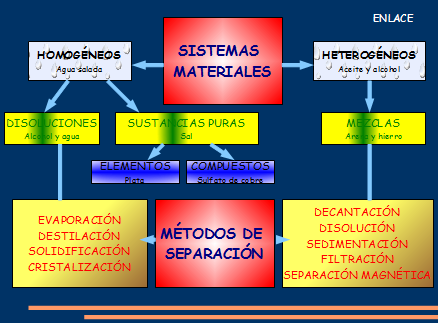 ENLACE
SISTEMAS
MATERIALES
HOMOGÉNEOS
Agua salada
HETEROGÉNEOS
Aceite y alcohol
DISOLUCIONES
Alcohol y agua
SUSTANCIAS PURAS
Sal
MEZCLAS
Arena y hierro
ELEMENTOS
Plata
COMPUESTOS
Sulfato de cobre
EVAPORACIÓN
DESTILACIÓN
SOLIDIFICACIÓN
CRISTALIZACIÓN
MÉTODOS DE
SEPARACIÓN
DECANTACIÓN
DISOLUCIÓN
SEDIMENTACIÓN
FILTRACIÓN
SEPARACIÓN MAGNÉTICA